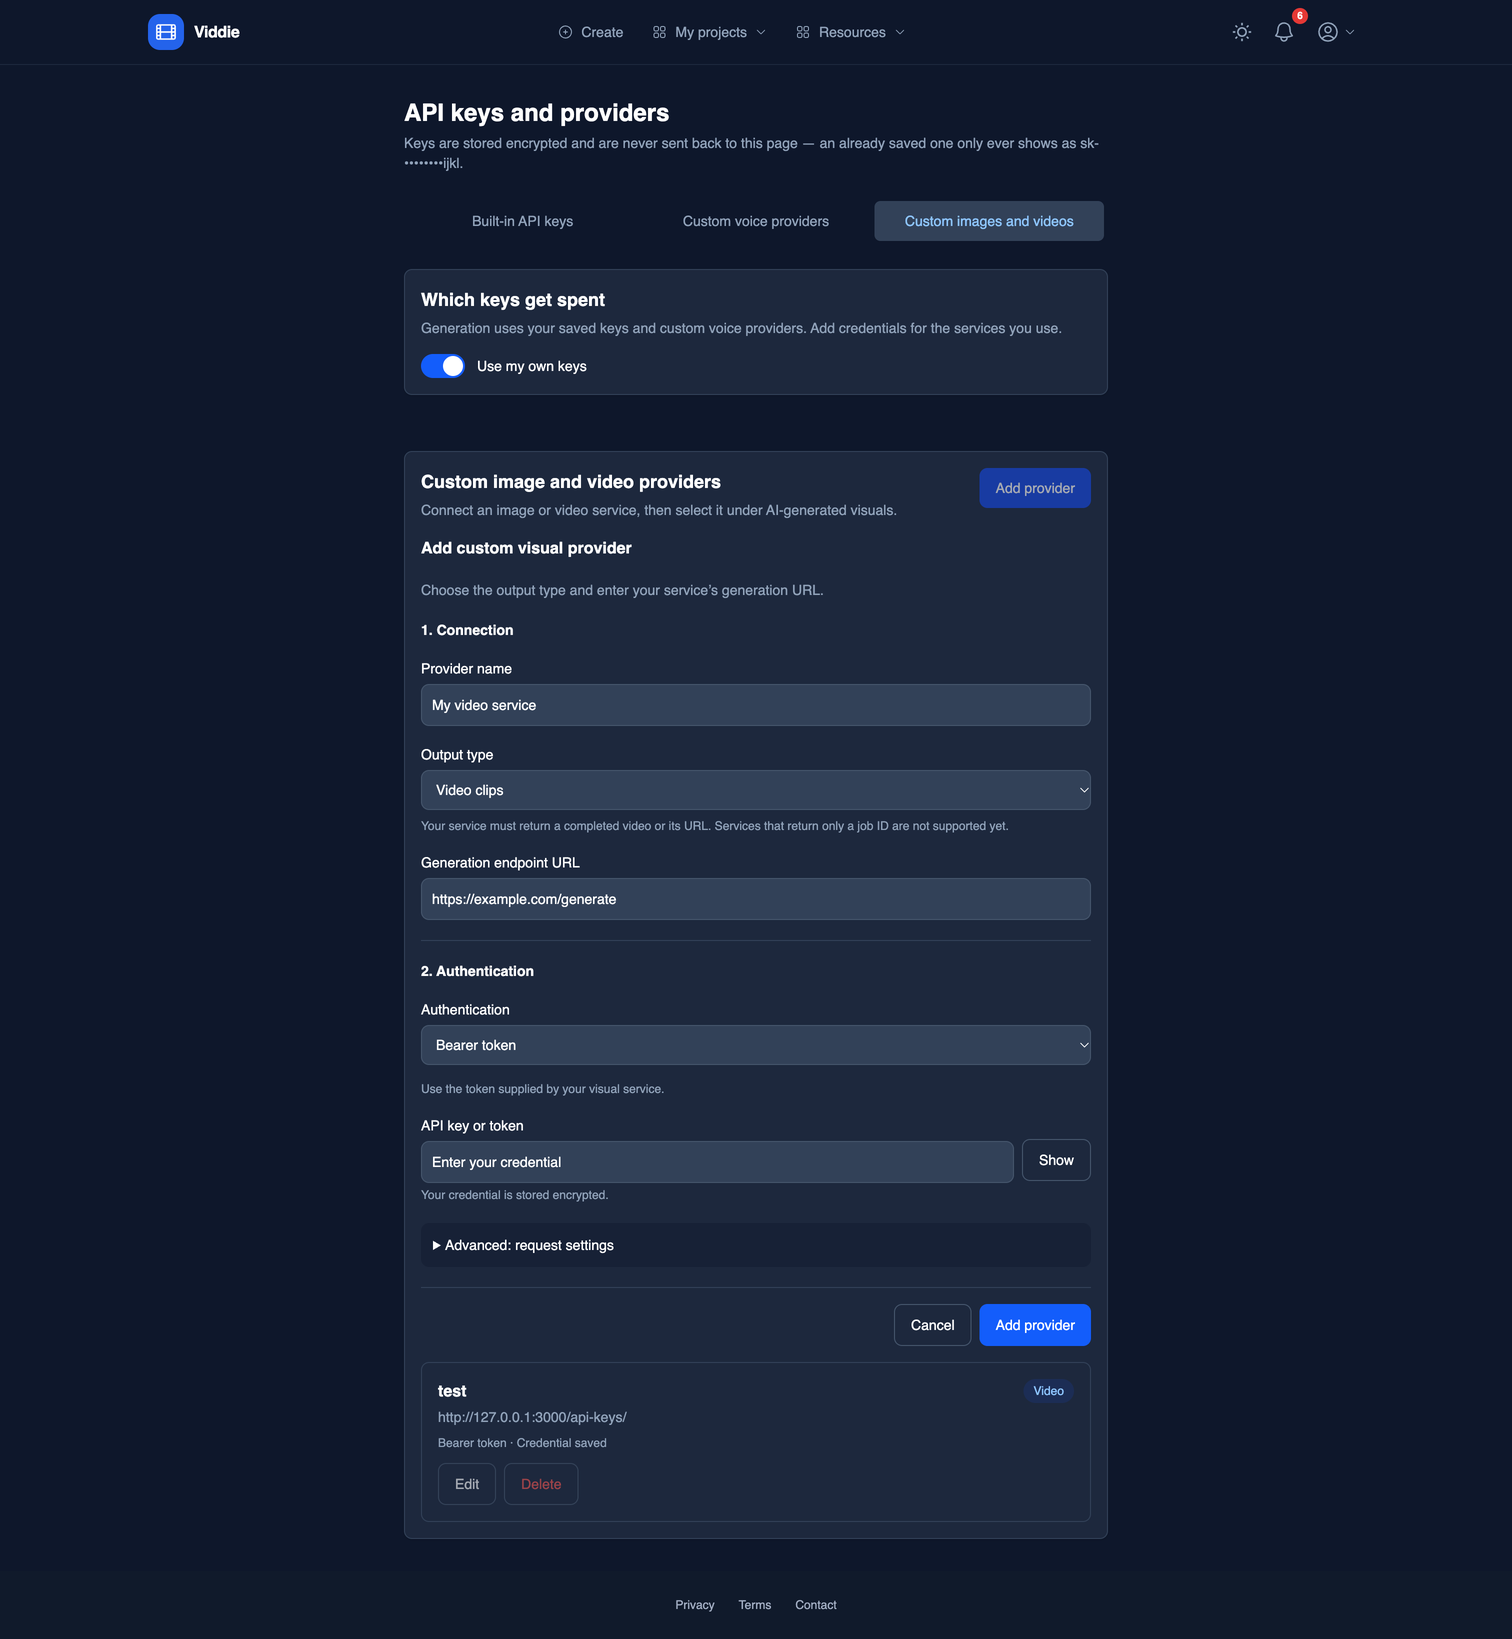 Viddie
Create
My projects
Resources
6
API keys and providers
Keys are stored encrypted and are never sent back to this page — an already saved one only ever shows as sk-
••••••••ijkl.
Built-in API keys
Custom voice providers
Custom images and videos
Which keys get spent
Generation uses your saved keys and custom voice providers. Add credentials for the services you use.
Use my own keys
Custom image and video providers
Add provider
Connect an image or video service, then select it under AI-generated visuals.
Add custom visual provider
Choose the output type and enter your service’s generation URL.
1. Connection
Provider name
My video service
Output type
Video clips
Your service must return a completed video or its URL. Services that return only a job ID are not supported yet.
Generation endpoint URL
https://example.com/generate
2. Authentication
Authentication
Bearer token
Use the token supplied by your visual service.
API key or token
Enter your credential
Show
Your credential is stored encrypted.
Advanced: request settings
Cancel
Add provider
test
Video
http://127.0.0.1:3000/api-keys/
Bearer token · Credential saved
Edit
Delete
Privacy
Terms
Contact